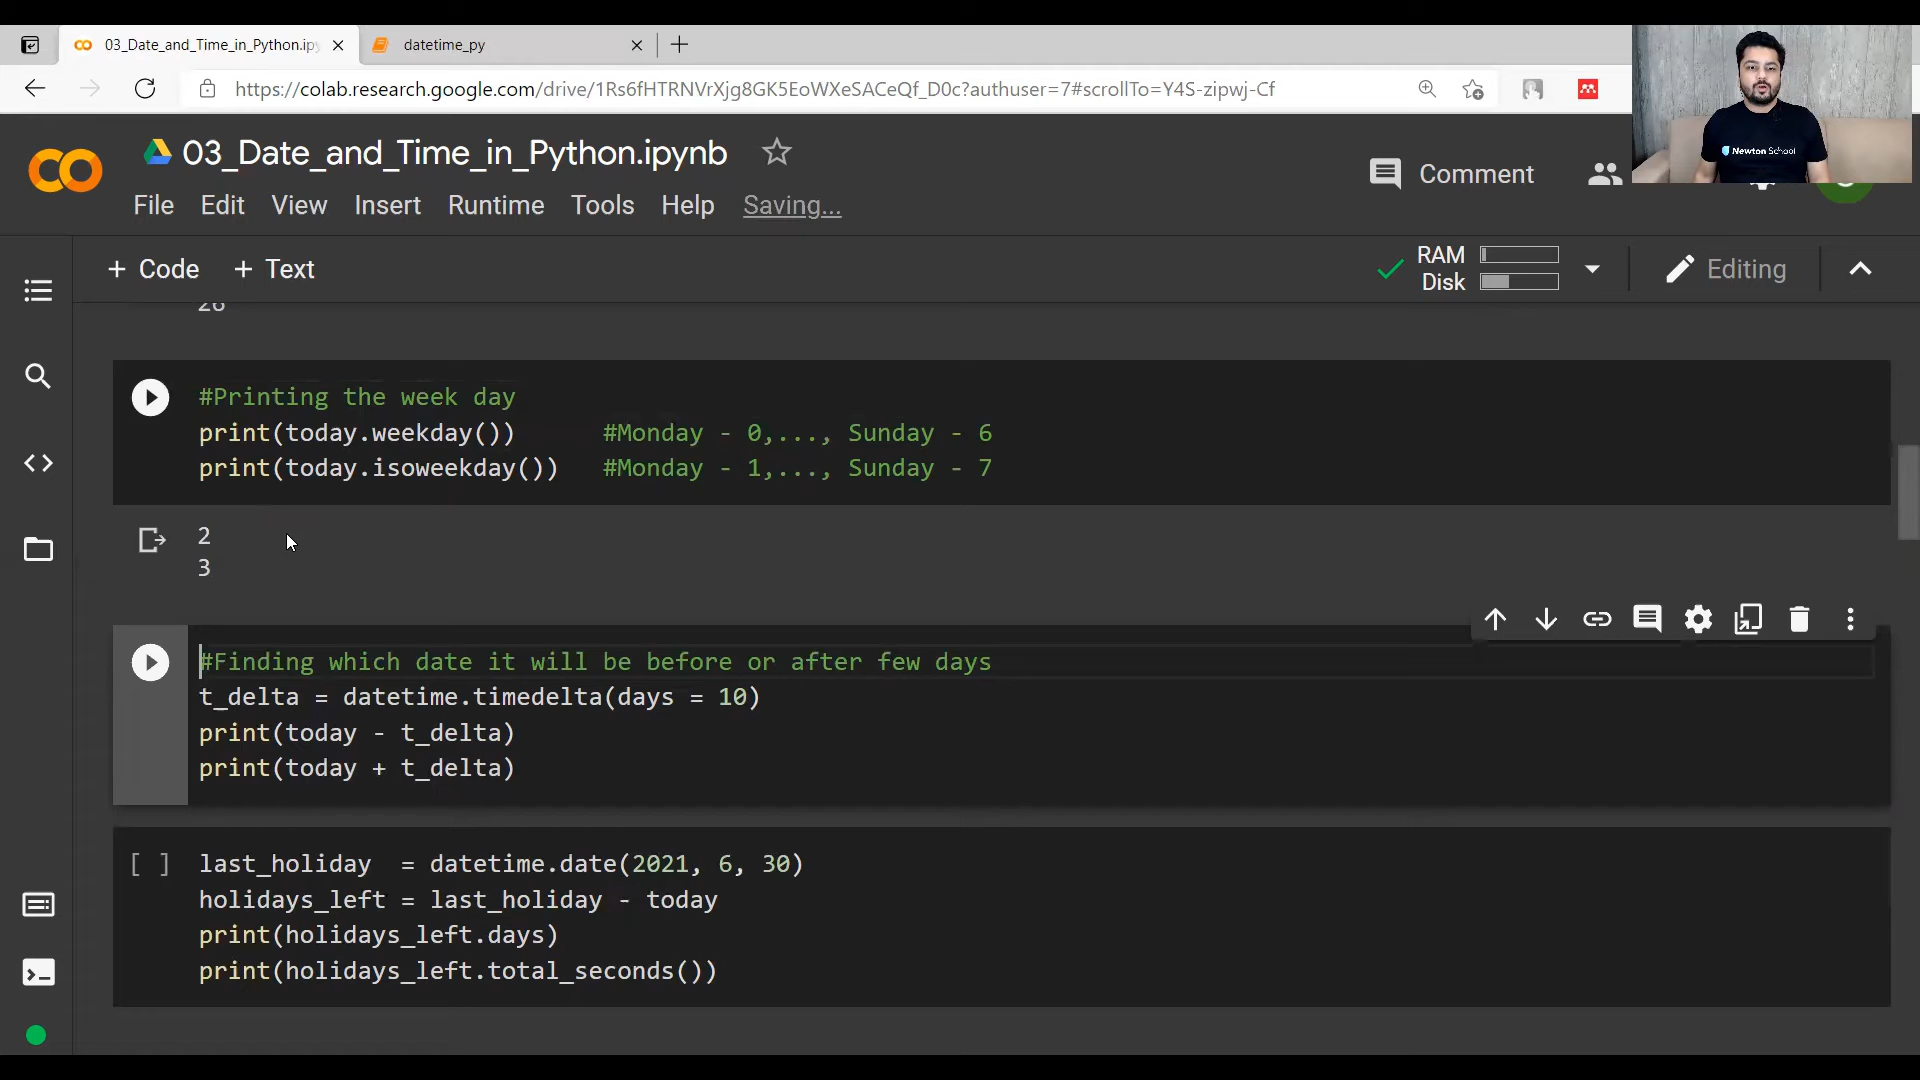 03_Date_and_Time_in_Python.ipy
datetime_py
https://colab.research.google.com/drive/1Rs6fHTRNVrXjg8GK5EoWXeSACeQf_D0c?authuser=7#scrollTo=Y4S-zipwj-Cf
Newton School
03_Date_and_Time_in_Python.ipynb
Comment
File Edit View Insert Runtime Tools Help Saving...
+ Code + Text
RAM
Disk
Editing
26
#Printing the week day
print(today.weekday()) #Monday - 0,..., Sunday - 6
print(today.isoweekday()) #Monday - 1,..., Sunday - 7
2
3
#Finding which date it will be before or after few days
t_delta = datetime.timedelta(days = 10)
print(today - t_delta)
print(today + t_delta)
[ ] last_holiday = datetime.date(2021, 6, 30)
holidays_left = last_holiday - today
print(holidays_left.days)
print(holidays_left.total_seconds())